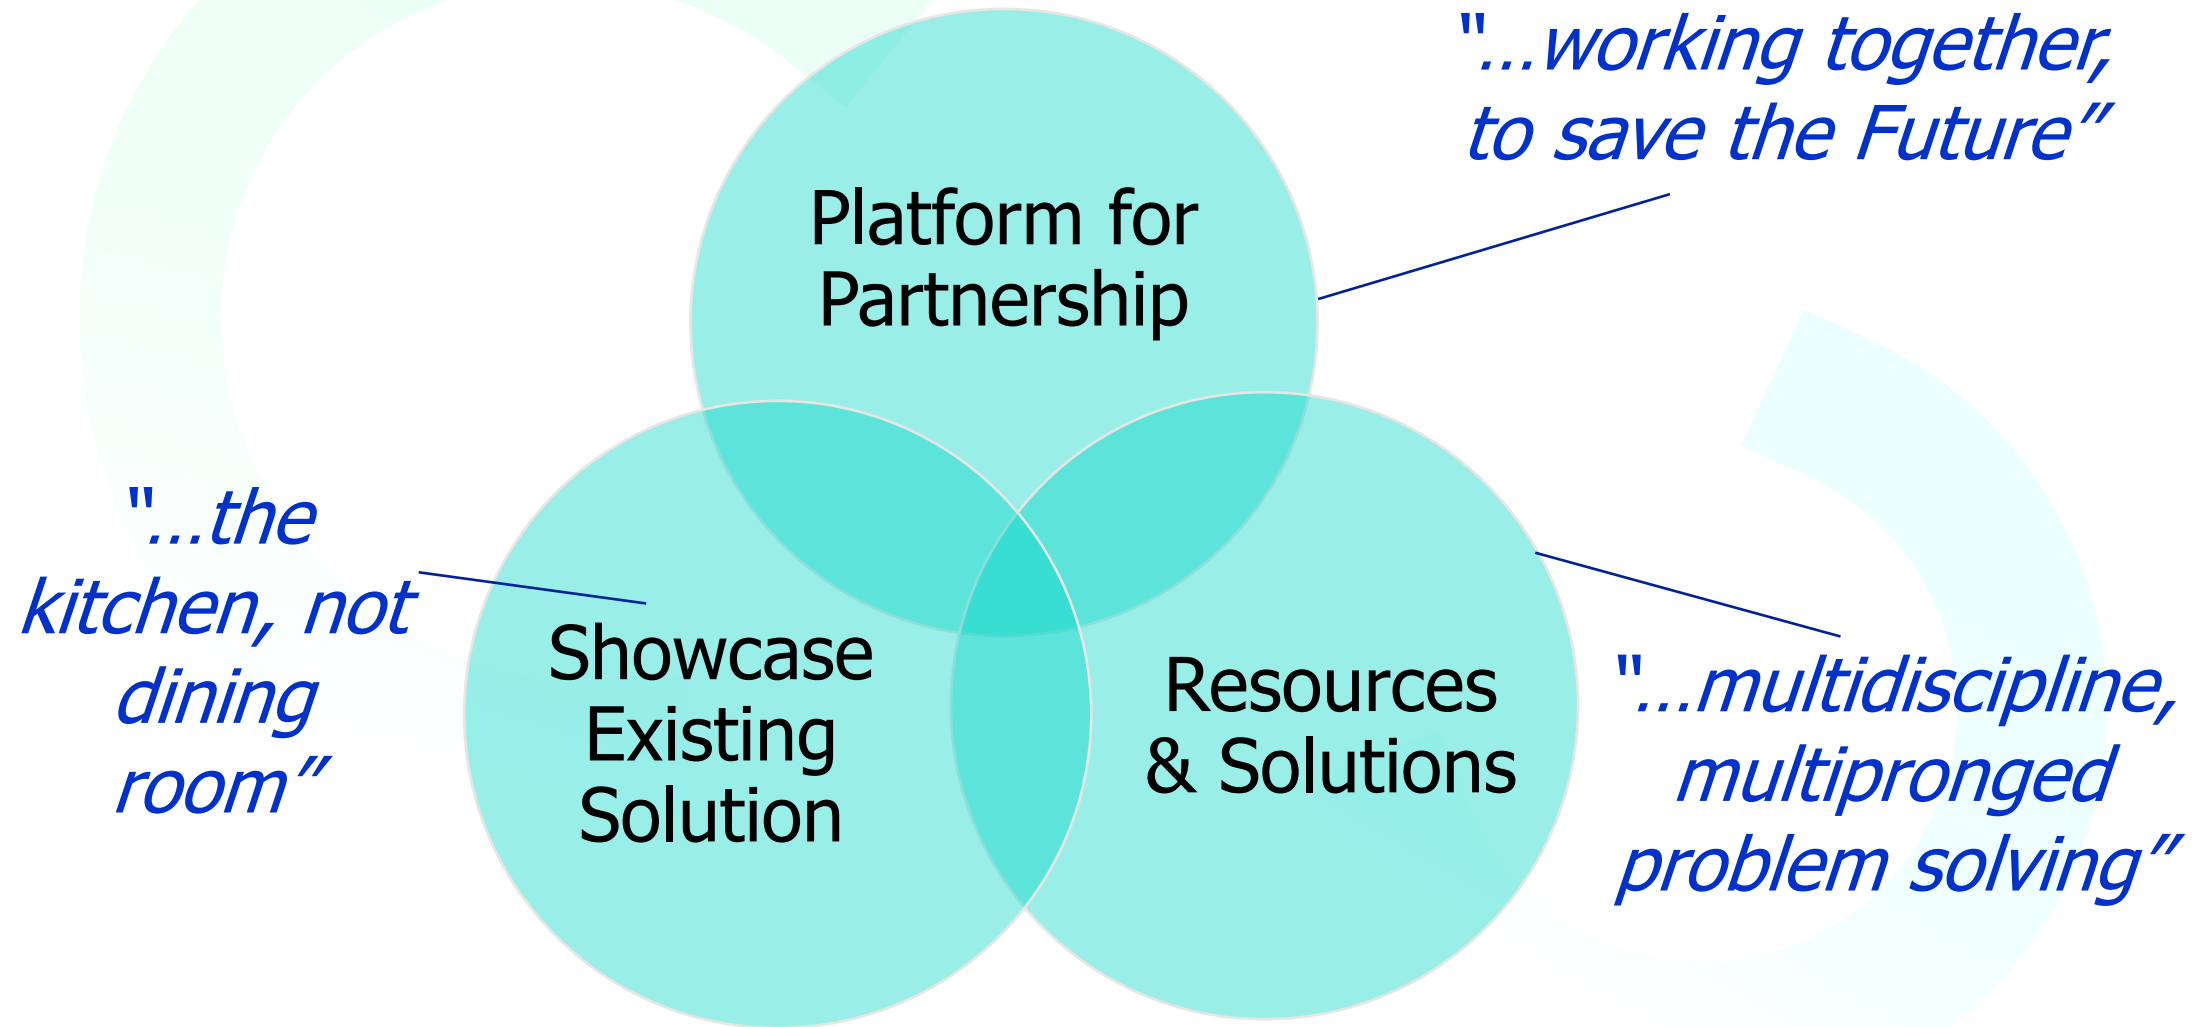 “…working together,
to save the Future”
Platform for
Partnership
“…the
kitchen, not
dining
room”
Showcase
Existing
Solution
Resources
& Solutions
“…multidiscipline,
multipronged
problem solving”